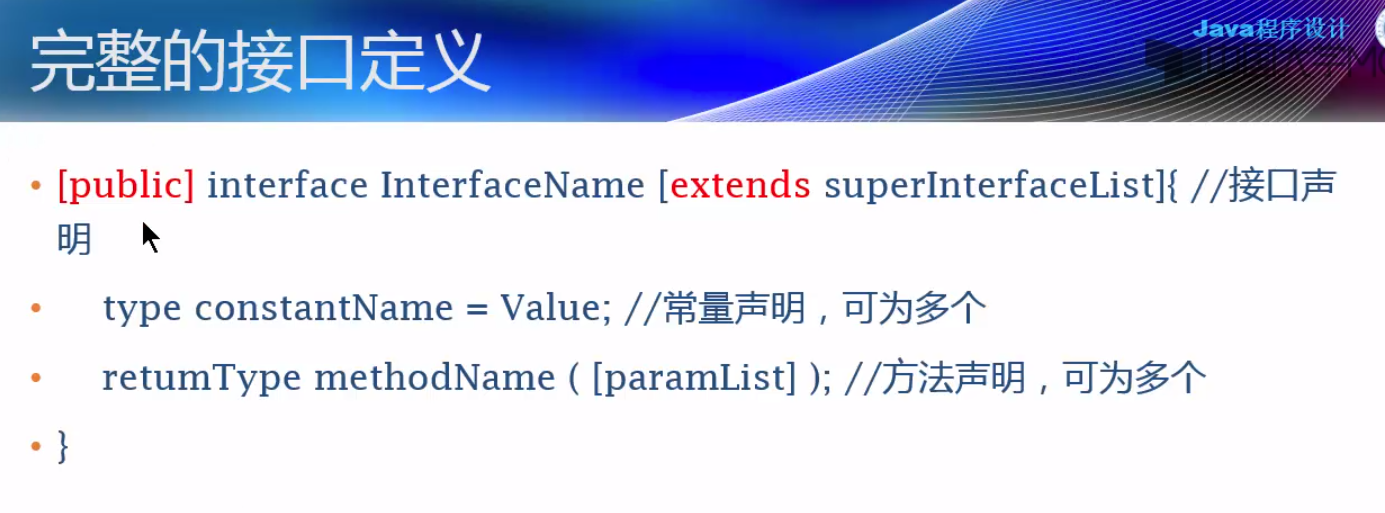 Java程序设计
完整的接口定义
• [public] interface InterfaceName [extends superInterfaceList]{ //接口声
明
• type constantName = Value; //常量声明，可为多个
• retumType methodName ( [paramList] ); //方法声明，可为多个
• }